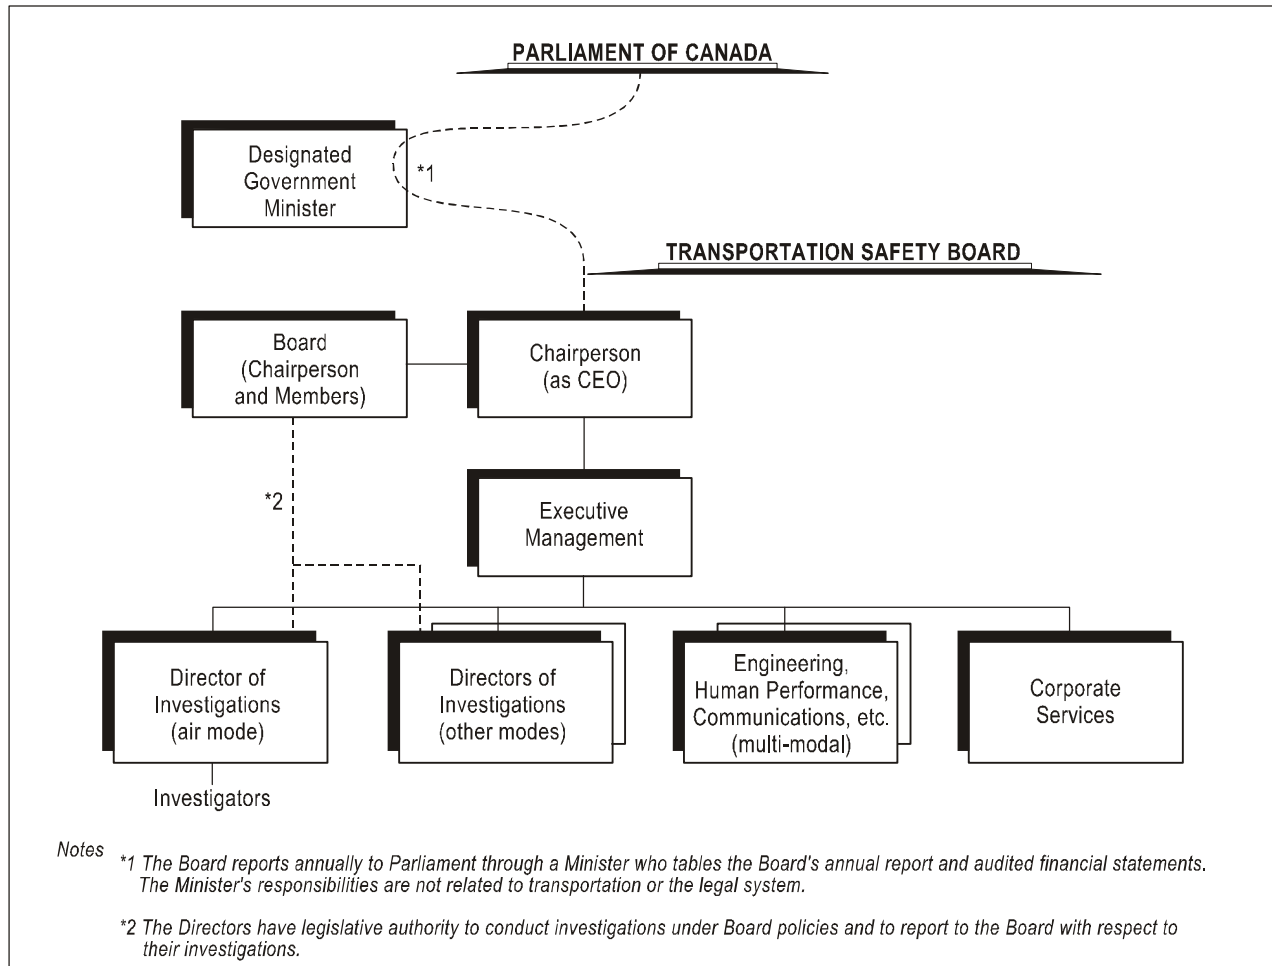 PARLIAMENT OF CANADA
Designated
Government
Minister
*1
TRANSPORTATION SAFETY BOARD
Board
(Chairperson
and Members)
Chairperson
(as CEO)
*2
Executive
Management
Director of
Investigations
(air mode)
Directors of
Investigations
(other modes)
Engineering,
Human Performance,
Communications, etc.
(multi-modal)
Corporate
Services
Investigators
Notes
*1 The Board reports annually to Parliament through a Minister who tables the Board's annual report and audited financial statements.
The Minister's responsibilities are not related to transportation or the legal system.
*2 The Directors have legislative authority to conduct investigations under Board policies and to report to the Board with respect to
their investigations.